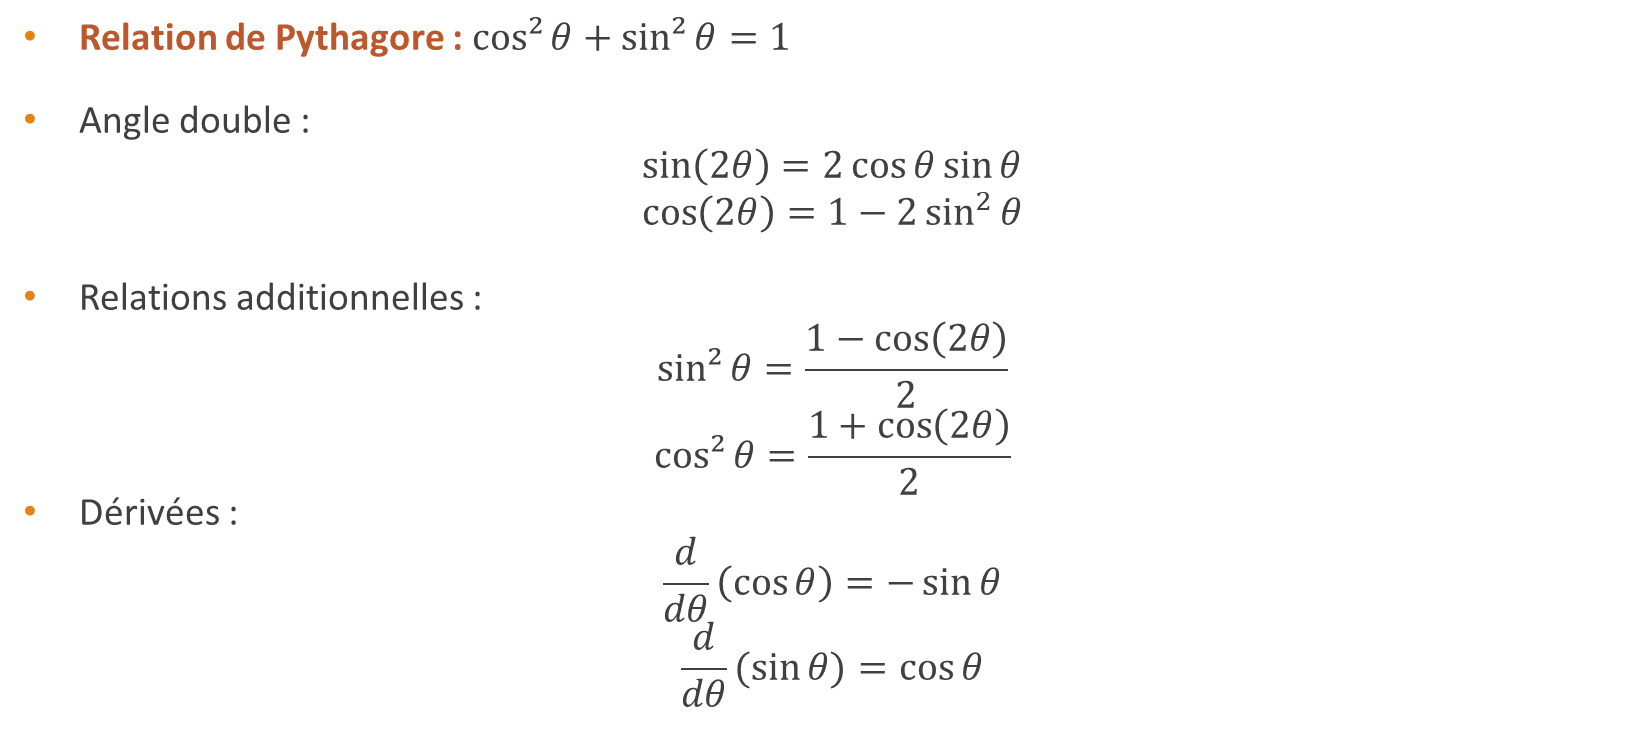 • Relation de Pythagore : cos² θ + sin² θ = 1
• Angle double :
sin(2θ) = 2 cos θ sin θ
cos(2θ) = 1 − 2 sin² θ
• Relations additionnelles :
sin² θ = (1 − cos(2θ)) / 2
cos² θ = (1 + cos(2θ)) / 2
• Dérivées :
d/dθ (cos θ) = − sin θ
d/dθ (sin θ) = cos θ